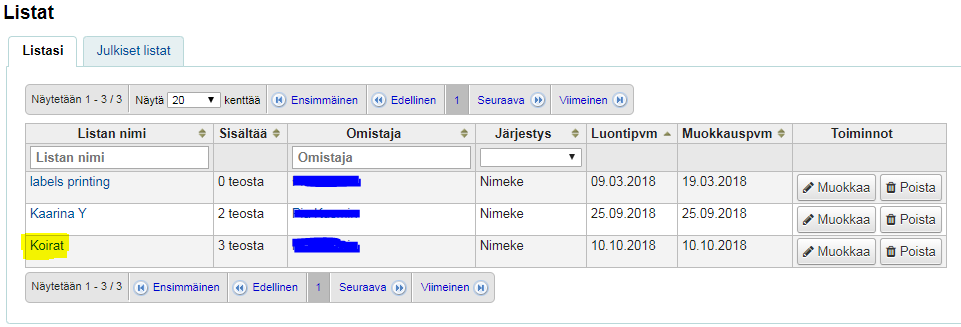 Listat
Listasi Julkiset listat
Näytetään 1 - 3 / 3 Näytä 20 kenttää Ensimmäinen Edellinen 1 Seuraava Viimeinen
Listan nimi Sisältää Omistaja Järjestys Luontipvm Muokkauspvm Toiminnot
Listan nimi Omistaja
labels printing 0 teosta Nimeke 09.03.2018 19.03.2018 Muokkaa Poista
Kaarina Y 2 teosta Nimeke 25.09.2018 25.09.2018 Muokkaa Poista
Koirat 3 teosta Nimeke 10.10.2018 10.10.2018 Muokkaa Poista
Näytetään 1 - 3 / 3 Ensimmäinen Edellinen 1 Seuraava Viimeinen